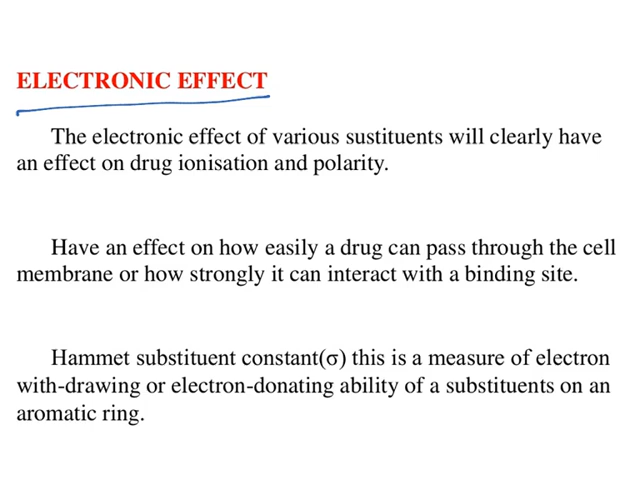 ELECTRONIC EFFECT
The electronic effect of various sustituents will clearly have
an effect on drug ionisation and polarity.
Have an effect on how easily a drug can pass through the cell
membrane or how strongly it can interact with a binding site.
Hammet substituent constant(σ) this is a measure of electron
with-drawing or electron-donating ability of a substituents on an
aromatic ring.